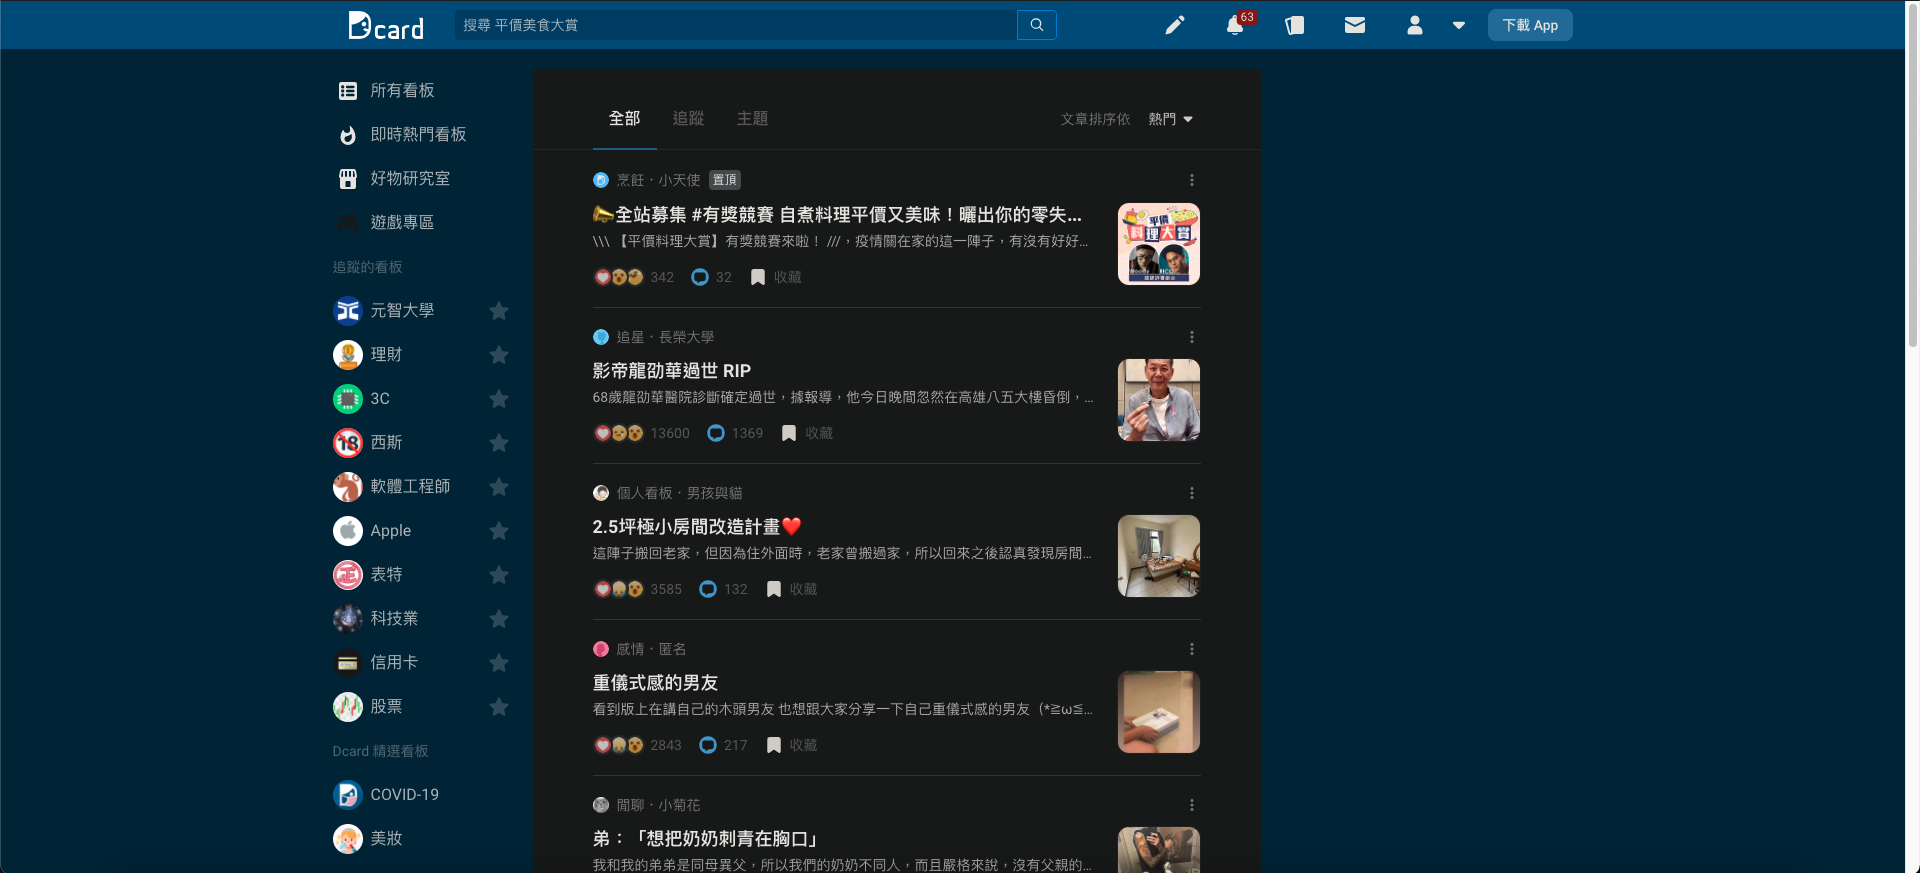 Dcard
搜尋 平價美食大賞
63
下載 App
所有看板
即時熱門看板
好物研究室
遊戲專區
追蹤的看板
元智大學
理財
3C
西斯
軟體工程師
Apple
表特
科技業
信用卡
股票
Dcard 精選看板
COVID-19
美妝
全部 追蹤 主題
文章排序依 熱門
烹飪・小天使 置頂
📣全站募集 #有獎競賽 自煮料理平價又美味！曬出你的零失...
\\\ 【平價料理大賞】有獎競賽來啦！ ///，疫情關在家的這一陣子，有沒有好好...
342 32 收藏
平價
料理大賞
追星・長榮大學
影帝龍劭華過世 RIP
68歲龍劭華醫院診斷確定過世，據報導，他今日晚間忽然在高雄八五大樓昏倒，...
13600 1369 收藏
個人看板・男孩與貓
2.5坪極小房間改造計畫❤️
這陣子搬回老家，但因為住外面時，老家曾搬過家，所以回來之後認真發現房間...
3585 132 收藏
感情・匿名
重儀式感的男友
看到版上在講自己的木頭男友 也想跟大家分享一下自己重儀式感的男友（*≧ω≦...
2843 217 收藏
閒聊・小菊花
弟：「想把奶奶刺青在胸口」
我和我的弟弟是同母異父，所以我們的奶奶不同人，而且嚴格來說，沒有父親的...